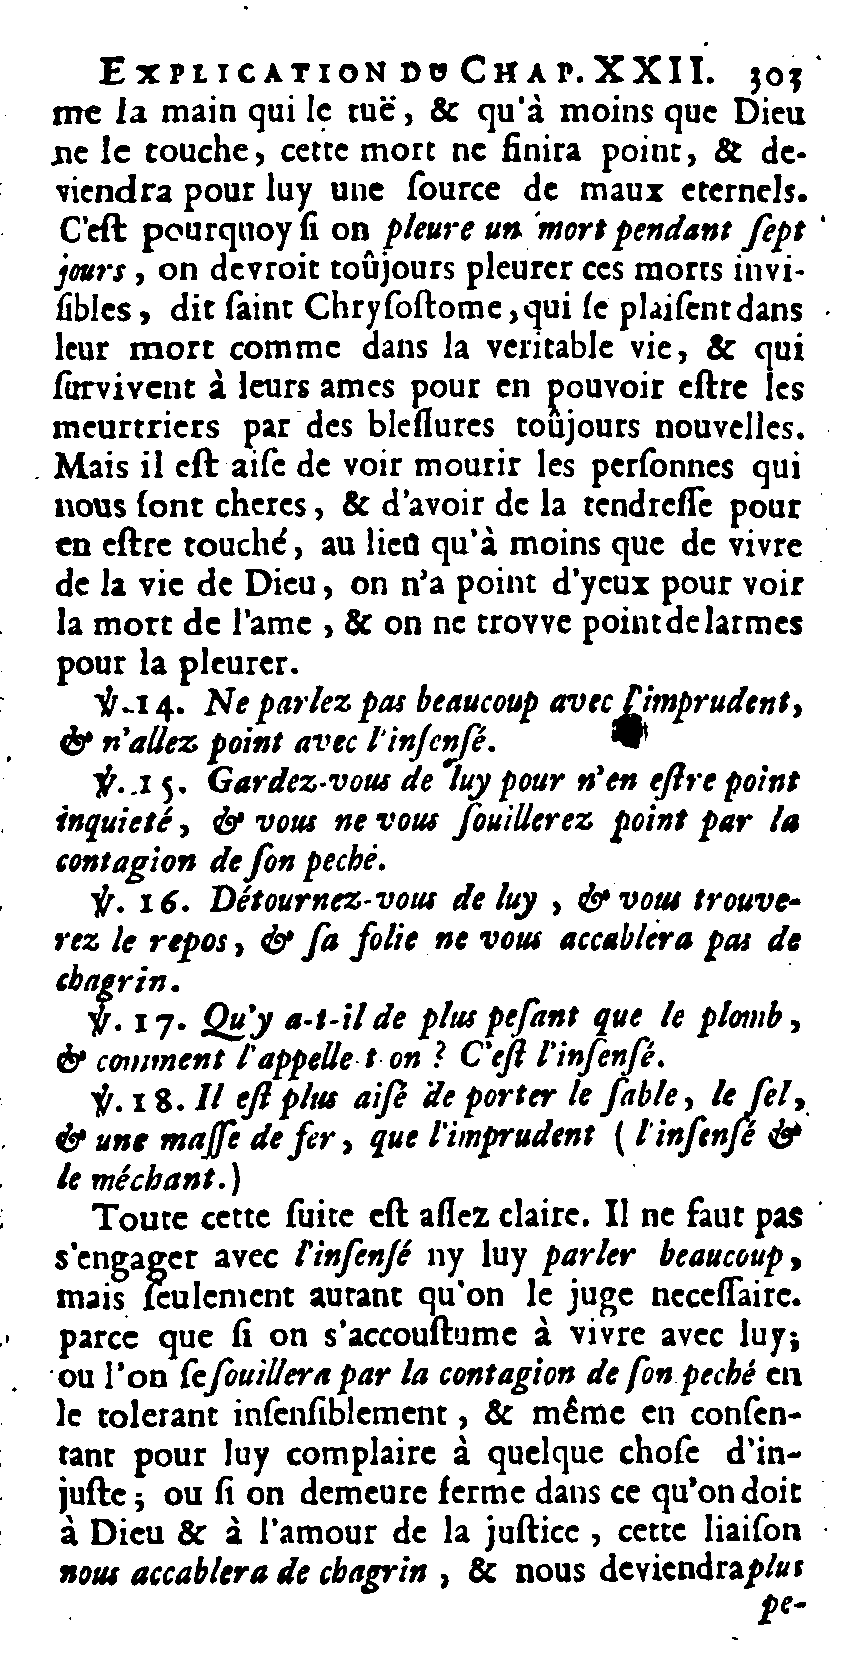 EXPLICATION DU CHAP. XXII. 303
me la main qui le tuë, & qu'à moins que Dieu
ne le touche, cette mort ne finira point, & de-
viendra pour luy une ſource de maux eternels.
C'eſt pourquoy ſi on pleure un mort pendant ſept
jours, on devroit toûjours pleurer ces morts invi-
ſibles, dit ſaint Chryſoſtome, qui ſe plaiſent dans
leur mort comme dans la veritable vie, & qui
ſurvivent à leurs ames pour en pouvoir eſtre les
meurtriers par des bleſſures toûjours nouvelles.
Mais il eſt aiſe de voir mourir les perſonnes qui
nous ſont cheres, & d'avoir de la tendreſſe pour
en eſtre touché, au lieu qu'à moins que de vivre
de la vie de Dieu, on n'a point d'yeux pour voir
la mort de l'ame, & on ne trovve point de larmes
pour la pleurer.
℣. 14. Ne parlez pas beaucoup avec l'imprudent,
& n'allez point avec l'inſenſé.
℣. 15. Gardez-vous de luy pour n'en eſtre point
inquieté, & vous ne vous ſouillerez point par la
contagion de ſon peché.
℣. 16. Détournez-vous de luy, & vous trouve-
rez le repos, & ſa folie ne vous accablera pas de
chagrin.
℣. 17. Qu'y a-t-il de plus peſant que le plomb,
& comment l'appelle-t-on ? C'eſt l'inſenſé.
℣. 18. Il eſt plus aiſé de porter le ſable, le ſel,
& une maſſe de fer, que l'imprudent ( l'inſenſé &
le méchant.)
Toute cette ſuite eſt aſſez claire. Il ne faut pas
s'engager avec l'inſenſé ny luy parler beaucoup,
mais ſeulement autant qu'on le juge neceſſaire.
parce que ſi on s'accouſtume à vivre avec luy;
ou l'on ſe ſouillera par la contagion de ſon peché en
le tolerant inſenſiblement, & même en conſen-
tant pour luy complaire à quelque choſe d'in-
juſte; ou ſi on demeure ferme dans ce qu'on doit
à Dieu & à l'amour de la juſtice, cette liaiſon
nous accablera de chagrin, & nous deviendra plus
pe-